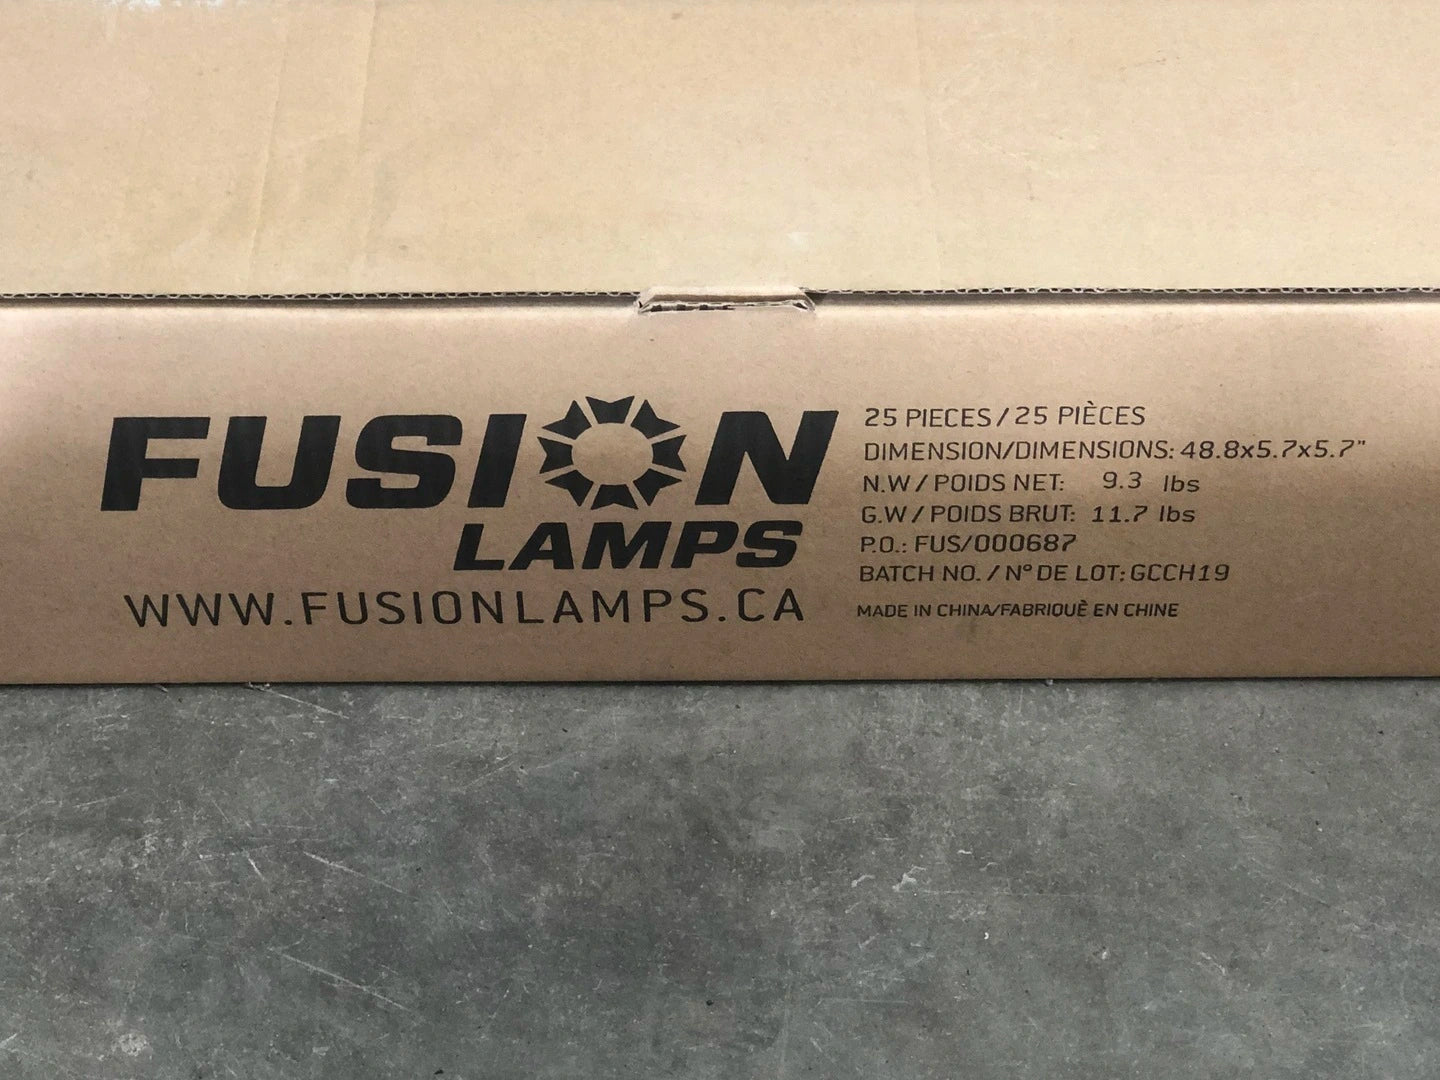 FUSION
LAMPS
WWW.FUSIONLAMPS.CA
25 PIECES / 25 PIÈCES
DIMENSION/DIMENSIONS: 48.8x5.7x5.7"
N.W / POIDS NET: 9.3 lbs
G.W / POIDS BRUT: 11.7 lbs
P.O.: FUS/000687
BATCH NO. / N° DE LOT: GCCH19
MADE IN CHINA/FABRIQUÈ EN CHINE